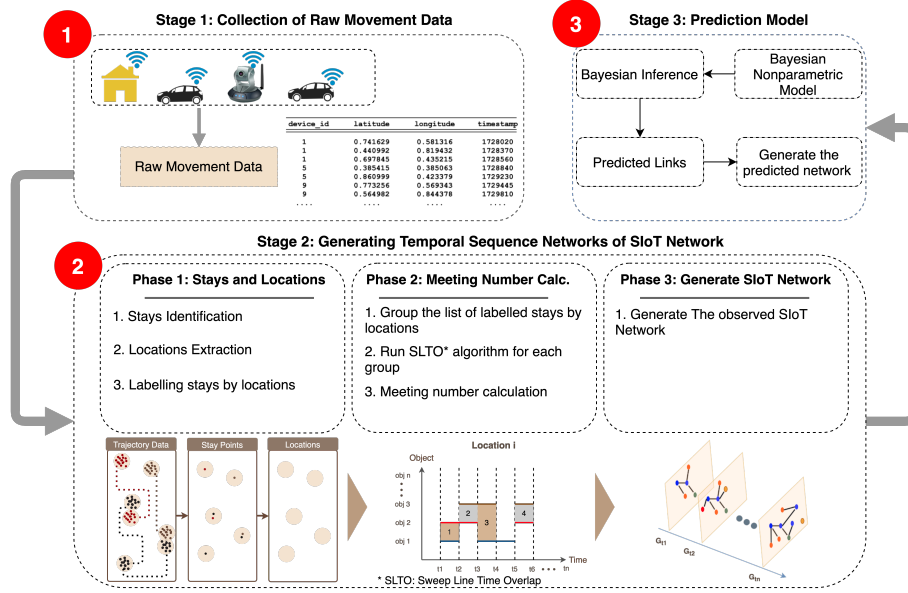 Stage 1: Collection of Raw Movement Data
1
Raw Movement Data
device_id latitude longitude timestamp
1 0.741629 0.581316 1728020
1 0.440992 0.819432 1728370
1 0.697845 0.435215 1728560
5 0.385415 0.385063 1728840
5 0.860999 0.423379 1729230
9 0.773256 0.569343 1729445
9 0.564982 0.844378 1729810
.... .... .... ....
3
Stage 3: Prediction Model
Bayesian Inference
Bayesian
Nonparametric
Model
Predicted Links
Generate the
predicted network
Stage 2: Generating Temporal Sequence Networks of SIoT Network
2
Phase 1: Stays and Locations
1. Stays Identification
2. Locations Extraction
3. Labelling stays by locations
Phase 2: Meeting Number Calc.
1. Group the list of labelled stays by
locations
2. Run SLTO* algorithm for each
group
3. Meeting number calculation
Phase 3: Generate SIoT Network
1. Generate The observed SIoT
Network
Trajectory Data
Stay Points
Locations
Location i
Object
obj n
obj 3
obj 2
obj 1
1
2
3
4
Time
t1 t2 t3 t4 t5 t6 tn
* SLTO: Sweep Line Time Overlap
Gt1
Gt2
Gtn